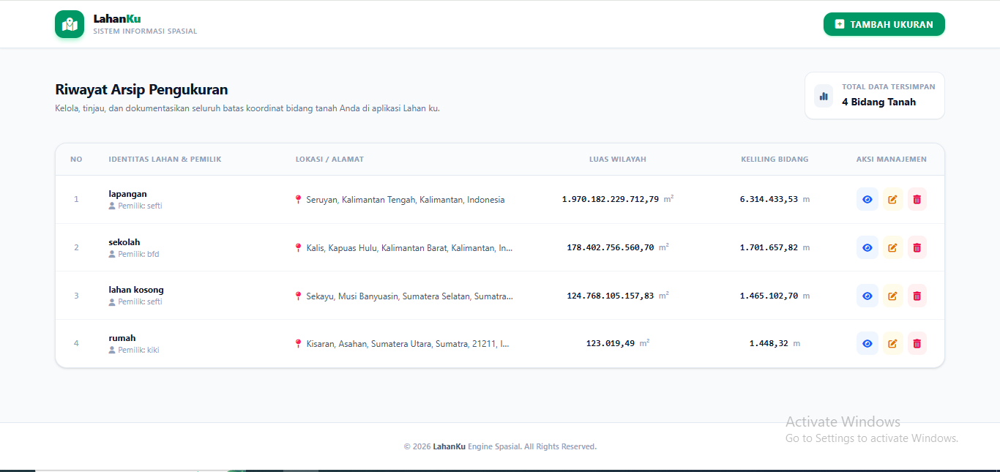 LahanKu
SISTEM INFORMASI SPASIAL
TAMBAH UKURAN
Riwayat Arsip Pengukuran
Kelola, tinjau, dan dokumentasikan seluruh batas koordinat bidang tanah Anda di aplikasi Lahan ku.
TOTAL DATA TERSIMPAN
4 Bidang Tanah
NO IDENTITAS LAHAN & PEMILIK LOKASI / ALAMAT LUAS WILAYAH KELILING BIDANG AKSI MANAJEMEN
1 lapangan Seruyan, Kalimantan Tengah, Kalimantan, Indonesia 1.970.182.229.712,79 m² 6.314.433,53 m
Pemilik: sefti
2 sekolah Kalis, Kapuas Hulu, Kalimantan Barat, Kalimantan, In... 178.402.756.560,70 m² 1.701.657,82 m
Pemilik: bfd
3 lahan kosong Sekayu, Musi Banyuasin, Sumatera Selatan, Sumatra... 124.768.105.157,83 m² 1.465.102,70 m
Pemilik: sefti
4 rumah Kisaran, Asahan, Sumatera Utara, Sumatra, 21211, I... 123.019,49 m² 1.448,32 m
Pemilik: kiki
Activate Windows
Go to Settings to activate Windows.
© 2026 LahanKu Engine Spasial. All Rights Reserved.